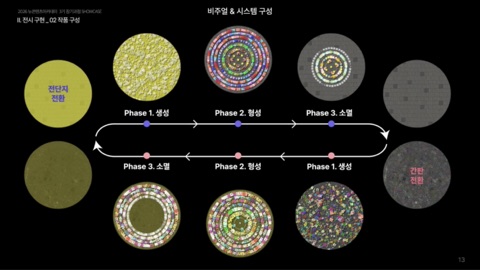 II. 전시 구현 _ 02 작품 구성
비주얼 & 시스템 구성
전단지
전환
Phase 1. 생성
Phase 2. 형성
Phase 3. 소멸
Phase 3. 소멸
Phase 2. 형성
Phase 1. 생성
간판
전환
13